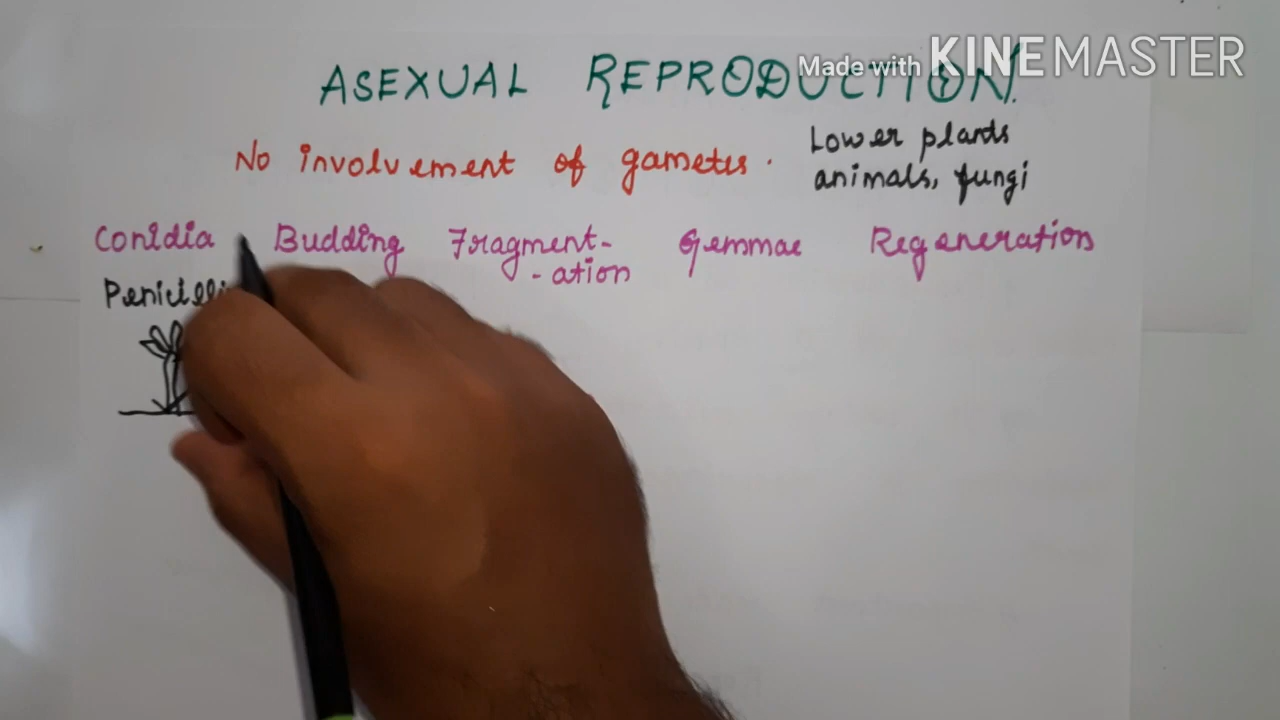 ASEXUAL REPRODUCTION.
Made with KINEMASTER
No involvement of gametes.
Lower plants
animals, fungi
Conidia Budding Fragment- Gemmae Regeneration
-ation